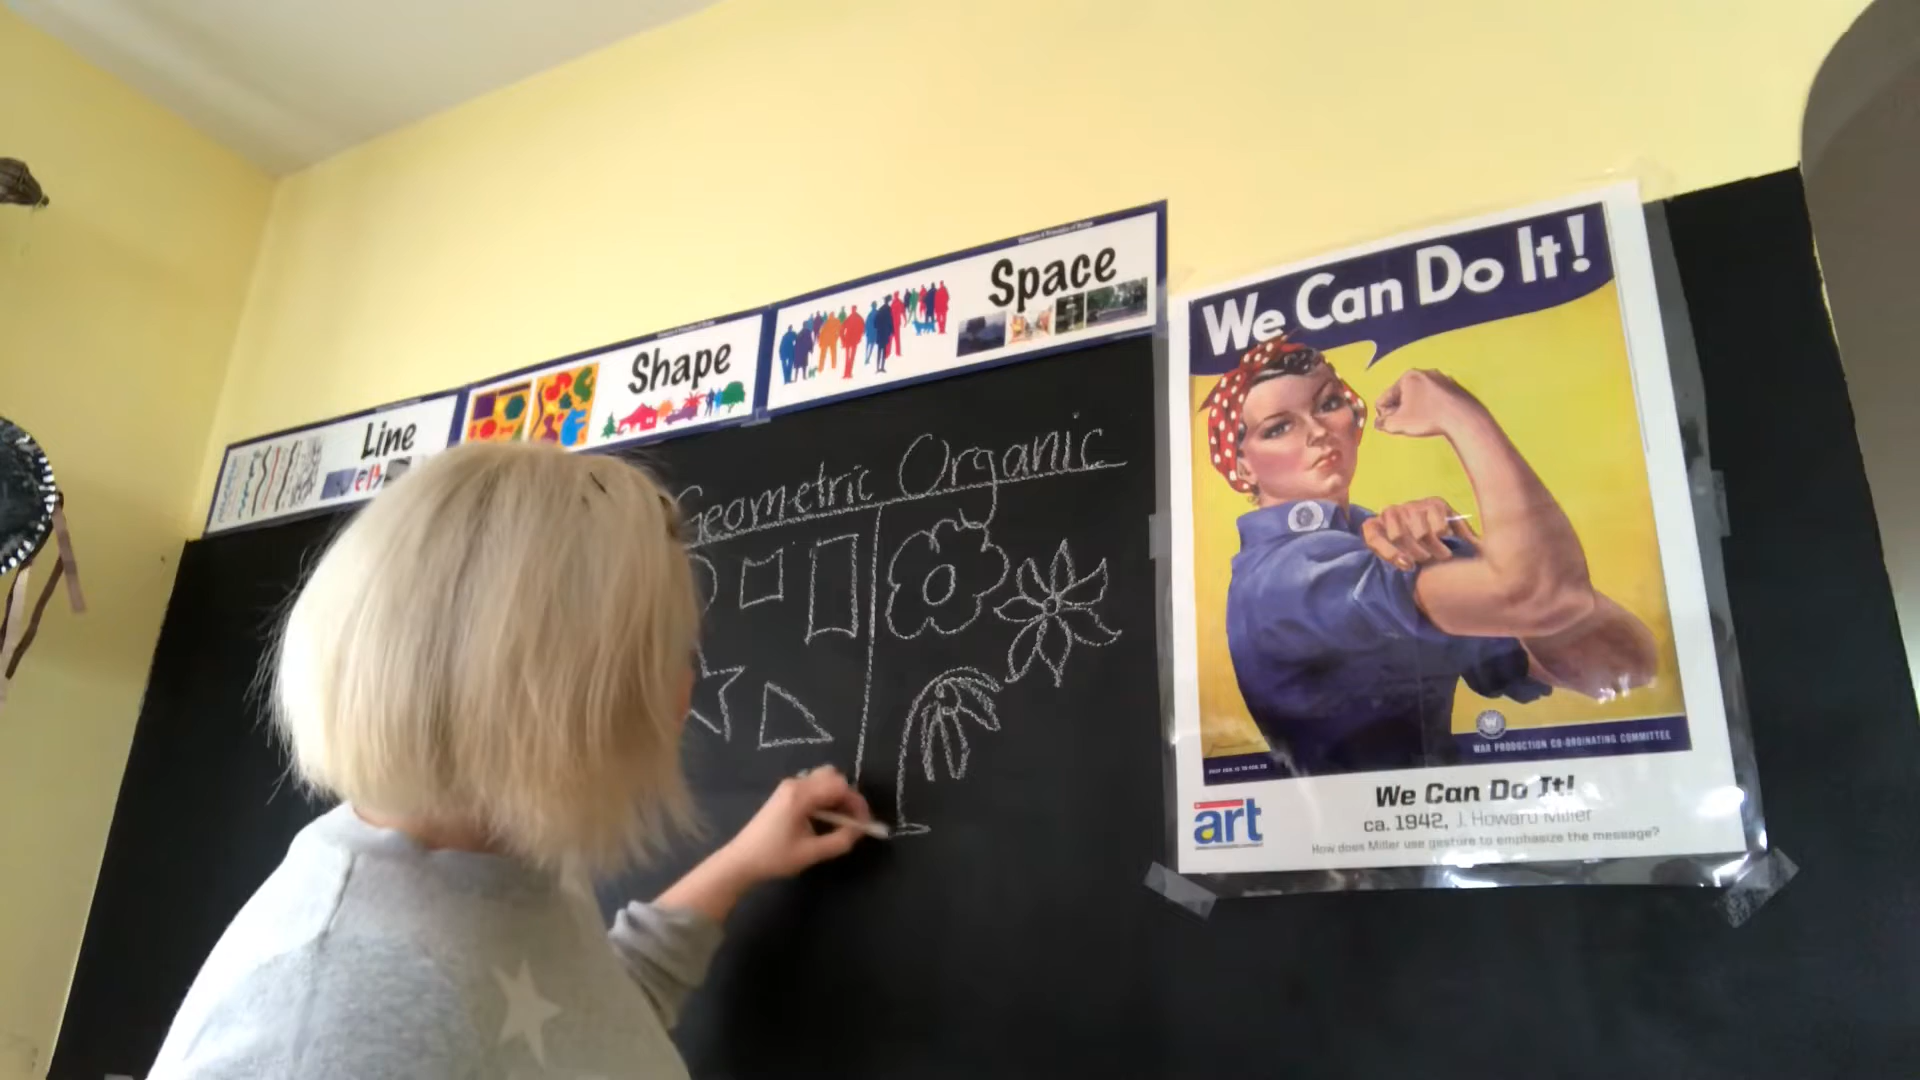 Line
Shape
Space
Geometric Organic
We Can Do It!
WAR PRODUCTION CO-ORDINATING COMMITTEE
art
We Can Do It!
ca. 1942, J. Howard Miller
How does Miller use gesture to emphasize the message?